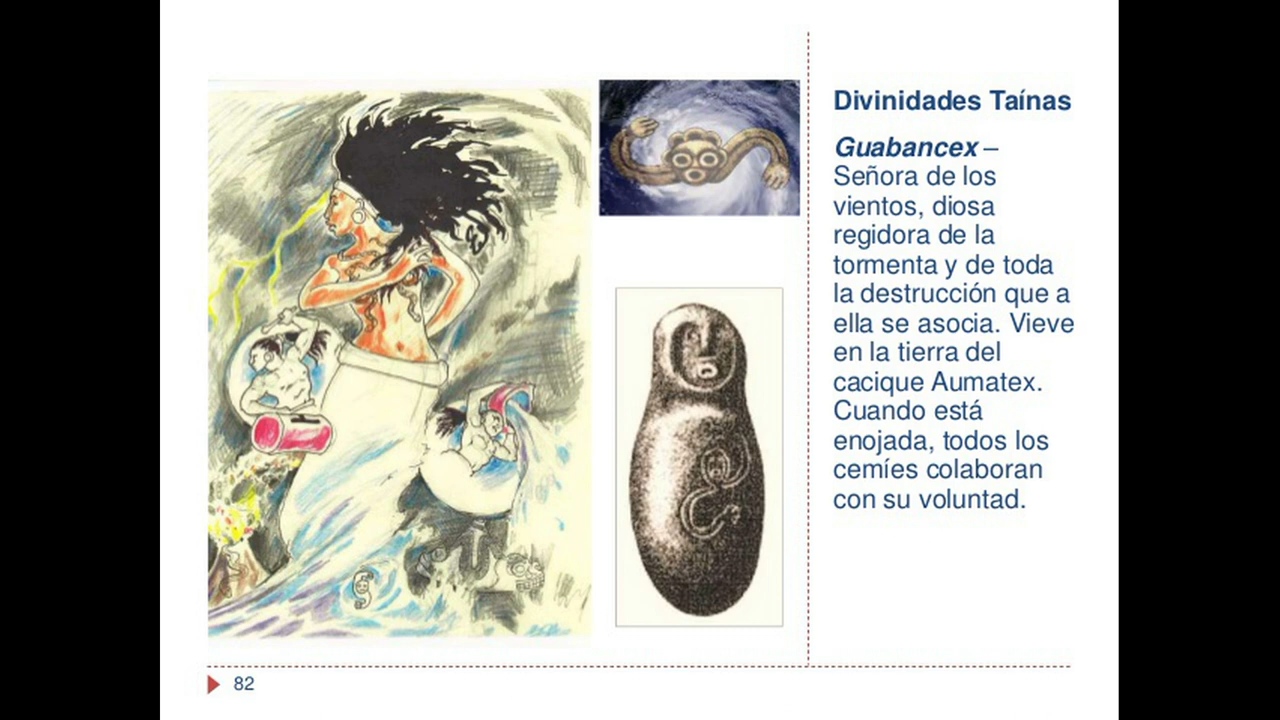 Divinidades Taínas
Guabancex –
Señora de los
vientos, diosa
regidora de la
tormenta y de toda
la destrucción que a
ella se asocia. Vieve
en la tierra del
cacique Aumatex.
Cuando está
enojada, todos los
cemíes colaboran
con su voluntad.
82